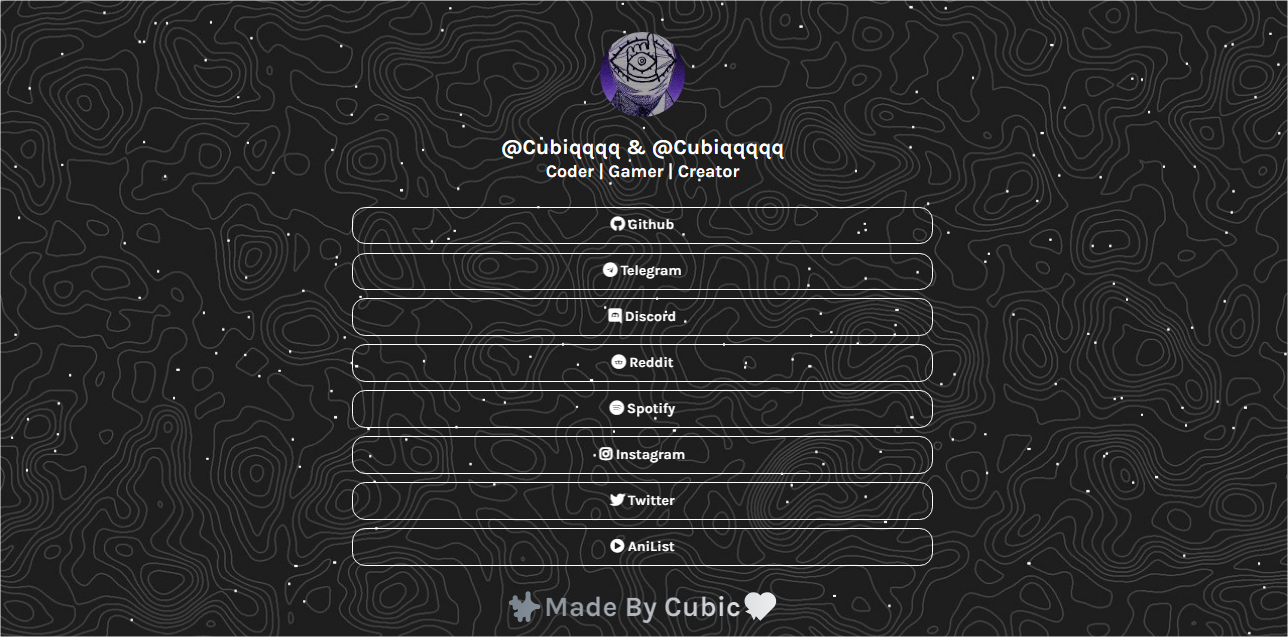 @Cubiqqqq & @Cubiqqqqq
Coder | Gamer | Creator
Github
Telegram
Discord
Reddit
Spotify
Instagram
Twitter
AniList
Made By Cubic